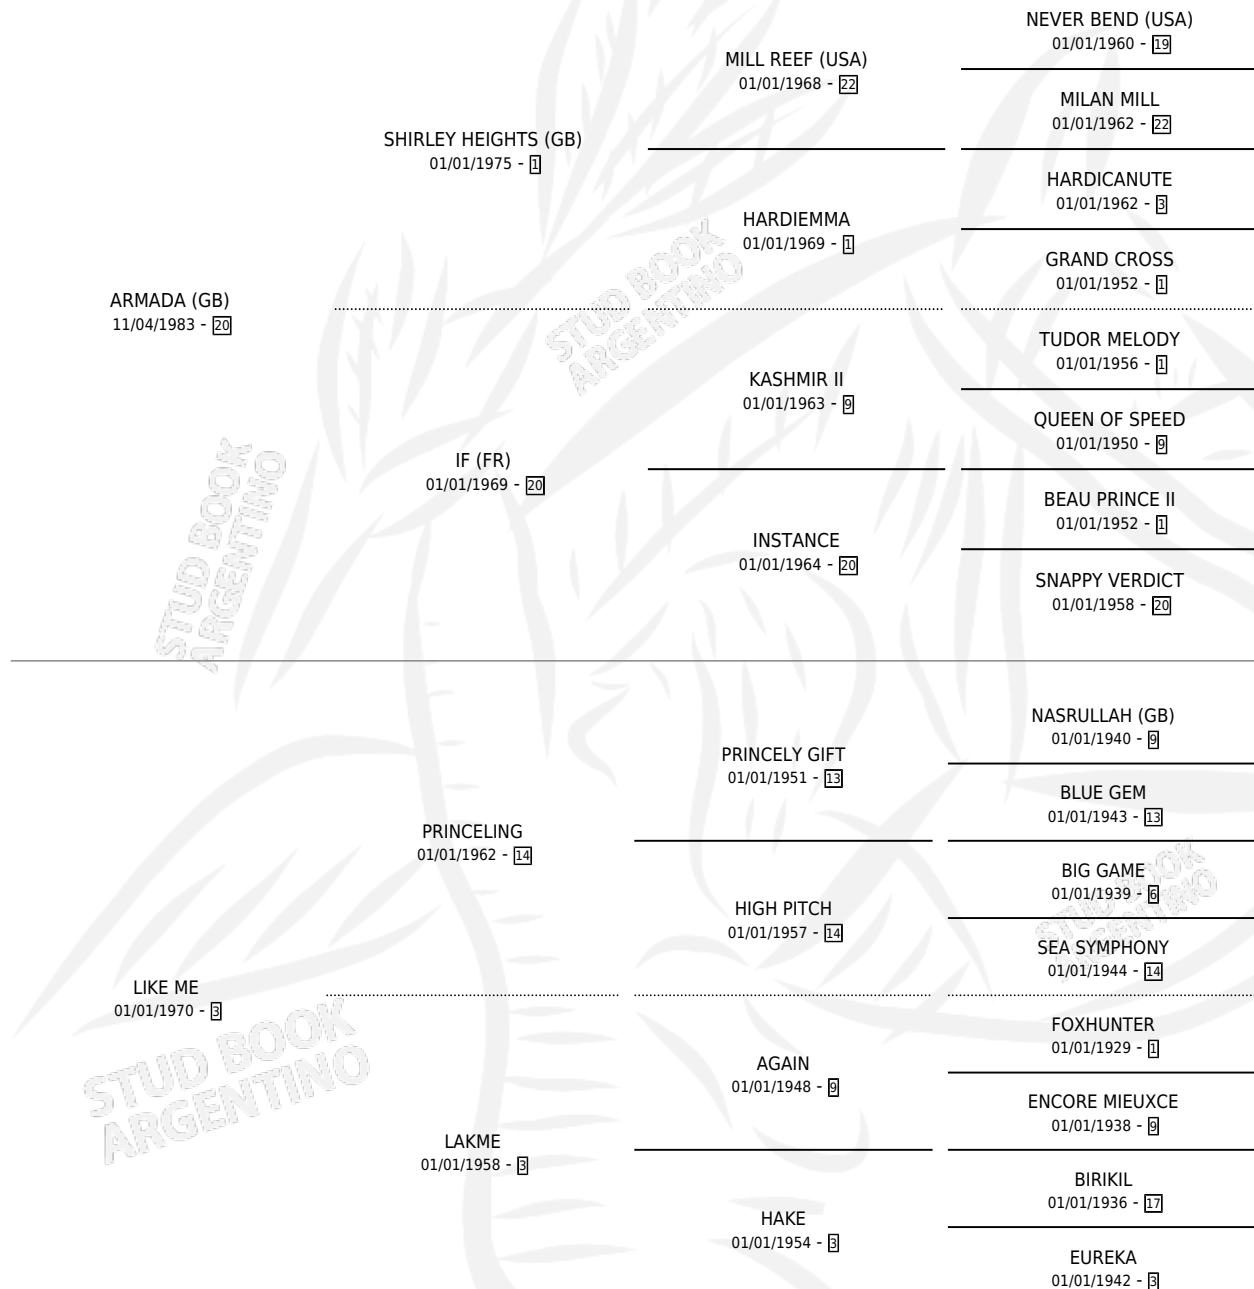 NEVER BEND (USA)
01/01/1960 - 19
MILL REEF (USA)
01/01/1968 - 22
MILAN MILL
01/01/1962 - 22
SHIRLEY HEIGHTS (GB)
01/01/1975 - 1
HARDICANUTE
01/01/1962 - 3
HARDIEMMA
01/01/1969 - 1
GRAND CROSS
01/01/1952 - 1
ARMADA (GB)
11/04/1983 - 20
TUDOR MELODY
01/01/1956 - 1
KASHMIR II
01/01/1963 - 9
QUEEN OF SPEED
01/01/1950 - 9
IF (FR)
01/01/1969 - 20
BEAU PRINCE II
01/01/1952 - 1
INSTANCE
01/01/1964 - 20
SNAPPY VERDICT
01/01/1958 - 20
NASRULLAH (GB)
01/01/1940 - 9
PRINCELY GIFT
01/01/1951 - 13
BLUE GEM
01/01/1943 - 13
PRINCELING
01/01/1962 - 14
BIG GAME
01/01/1939 - 6
HIGH PITCH
01/01/1957 - 14
SEA SYMPHONY
01/01/1944 - 14
LIKE ME
01/01/1970 - 3
FOXHUNTER
01/01/1929 - 1
AGAIN
01/01/1948 - 9
ENCORE MIEUXCE
01/01/1938 - 9
LAKME
01/01/1958 - 3
BIRIKIL
01/01/1936 - 17
HAKE
01/01/1954 - 3
EUREKA
01/01/1942 - 3
STUD BOOK
ARGENTINO
STUD BOOK
ARGENTINO
STUD BOOK
ARGENTINO
STUD BOOK
ARGENTINO